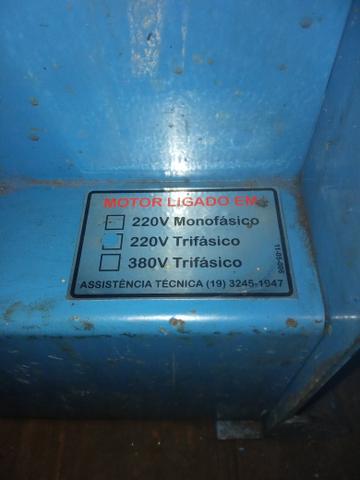 MOTOR LIGADO EM:
220V Monofásico
220V Trifásico
380V Trifásico
ASSISTÊNCIA TÉCNICA (19) 3245-1947